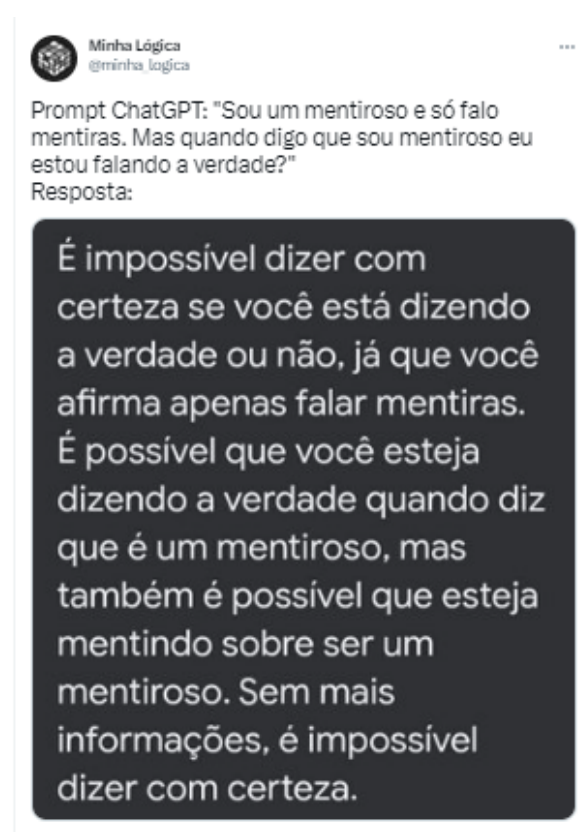 Minha Lógica
@minha_logica
Prompt ChatGPT: "Sou um mentiroso e só falo
mentiras. Mas quando digo que sou mentiroso eu
estou falando a verdade?"
Resposta:
É impossível dizer com
certeza se você está dizendo
a verdade ou não, já que você
afirma apenas falar mentiras.
É possível que você esteja
dizendo a verdade quando diz
que é um mentiroso, mas
também é possível que esteja
mentindo sobre ser um
mentiroso. Sem mais
informações, é impossível
dizer com certeza.